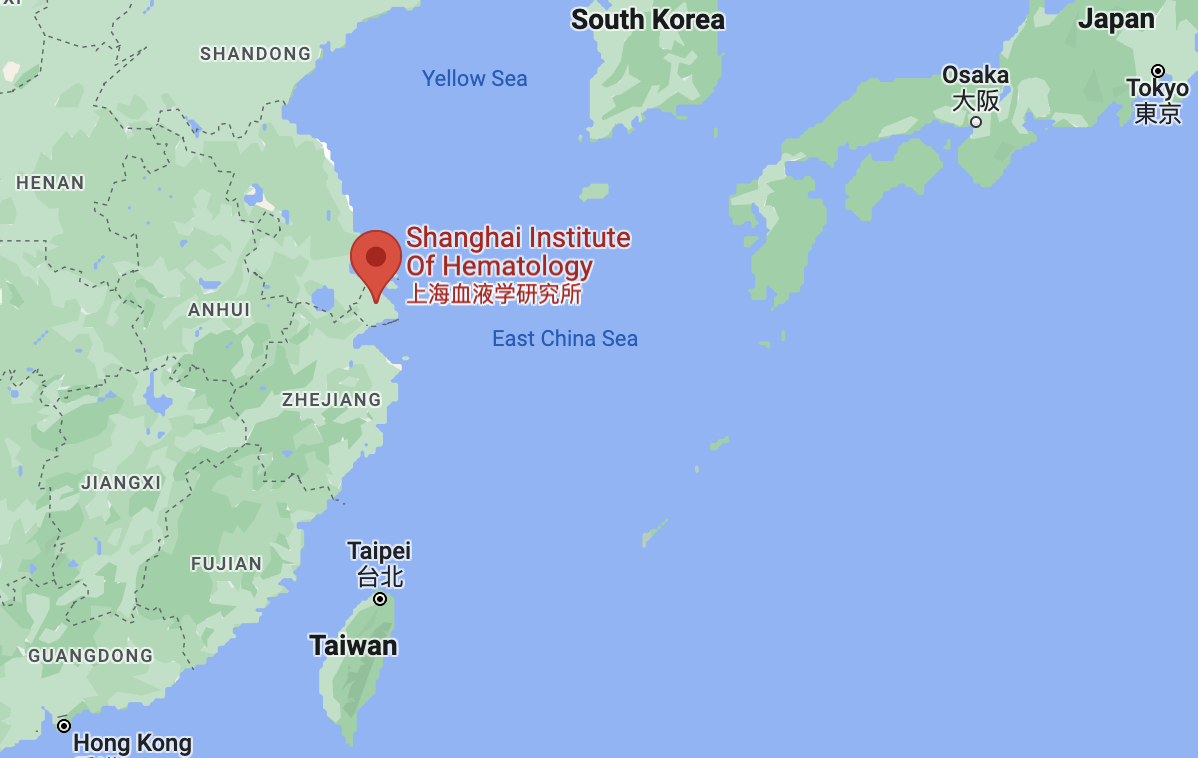 South Korea
Japan
SHANDONG
Yellow Sea
Osaka
大阪
Tokyo
東京
HENAN
Shanghai Institute
Of Hematology
上海血液学研究所
ANHUI
East China Sea
ZHEJIANG
JIANGXI
Taipei
台北
FUJIAN
Taiwan
GUANGDONG
Hong Kong